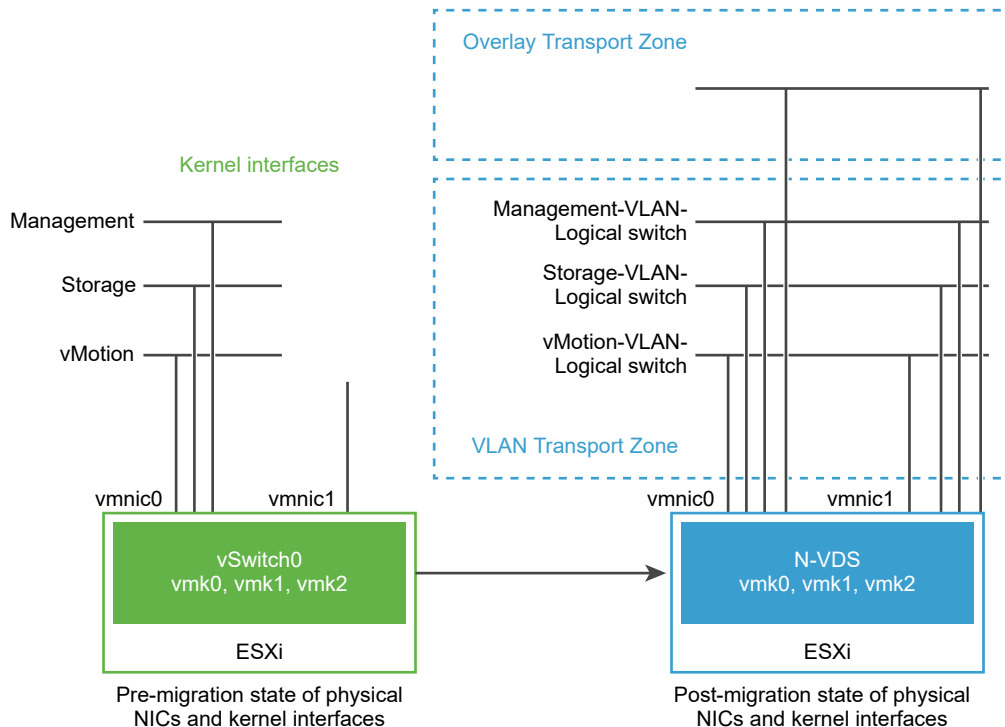 Overlay Transport Zone
Kernel interfaces
Management
Storage
vMotion
Management-VLAN-
Logical switch
Storage-VLAN-
Logical switch
vMotion-VLAN-
Logical switch
VLAN Transport Zone
vmnic0
vmnic1
vSwitch0
vmk0, vmk1, vmk2
ESXi
Pre-migration state of physical
NICs and kernel interfaces
vmnic0
vmnic1
N-VDS
vmk0, vmk1, vmk2
ESXi
Post-migration state of physical
NICs and kernel interfaces